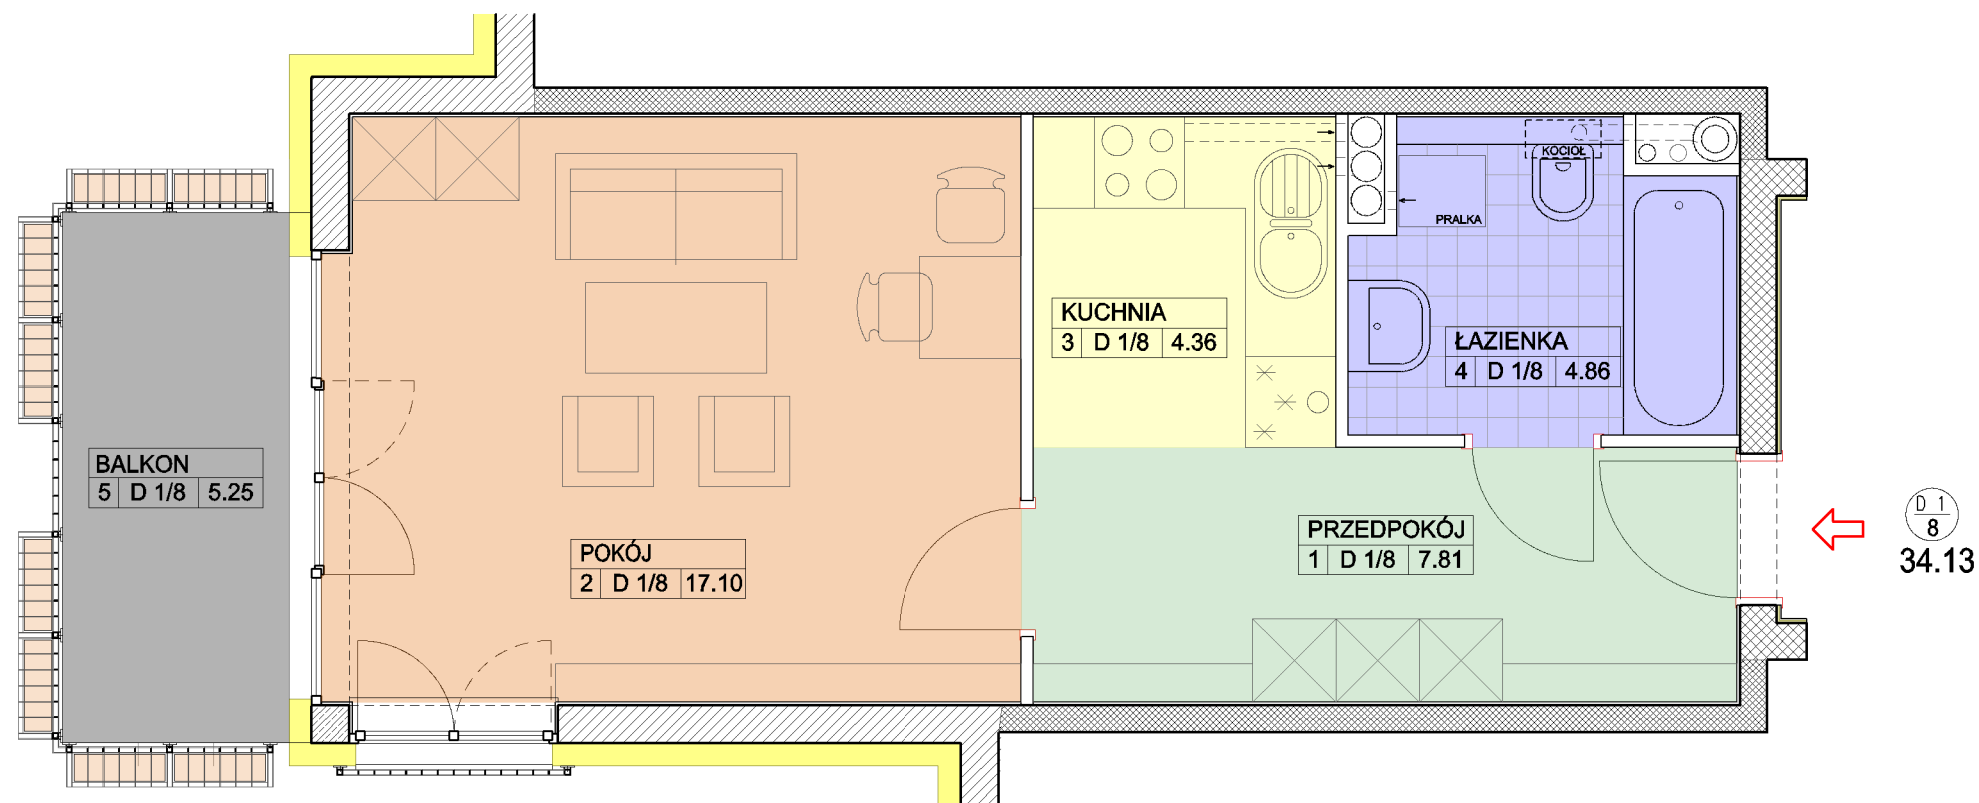 KOCIOŁ
PRALKA
KUCHNIA
3 D 1/8 4.36
ŁAZIENKA
4 D 1/8 4.86
BALKON
5 D 1/8 5.25
POKÓJ
2 D 1/8 17.10
PRZEDPOKÓJ
1 D 1/8 7.81
D 1
8
34.13